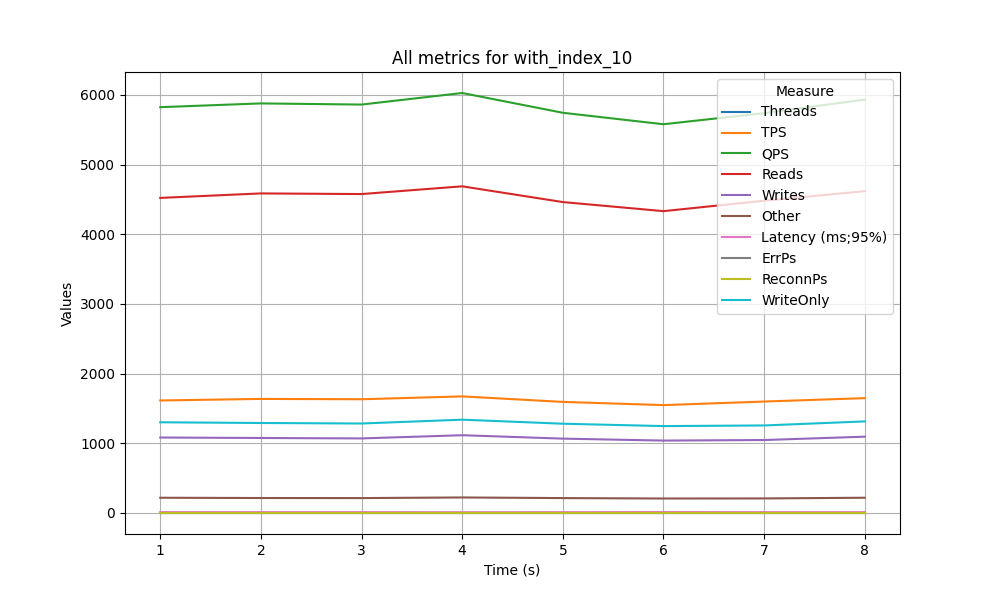 All metrics for with_index_10
Measure
Threads
TPS
QPS
Reads
Writes
Other
Latency (ms;95%)
ErrPs
ReconnPs
WriteOnly
Values
6000
5000
4000
3000
2000
1000
0
1 2 3 4 5 6 7 8
Time (s)